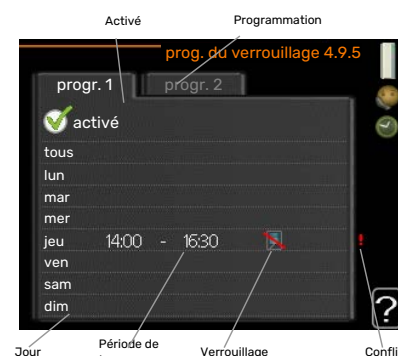 Activé Programmation
prog. du verrouillage 4.9.5
progr. 1 progr. 2
activé
tous
lun
mar
mer
jeu 14:00 - 16:30 !
ven
sam
dim
?
Jour Période de Verrouillage Confli